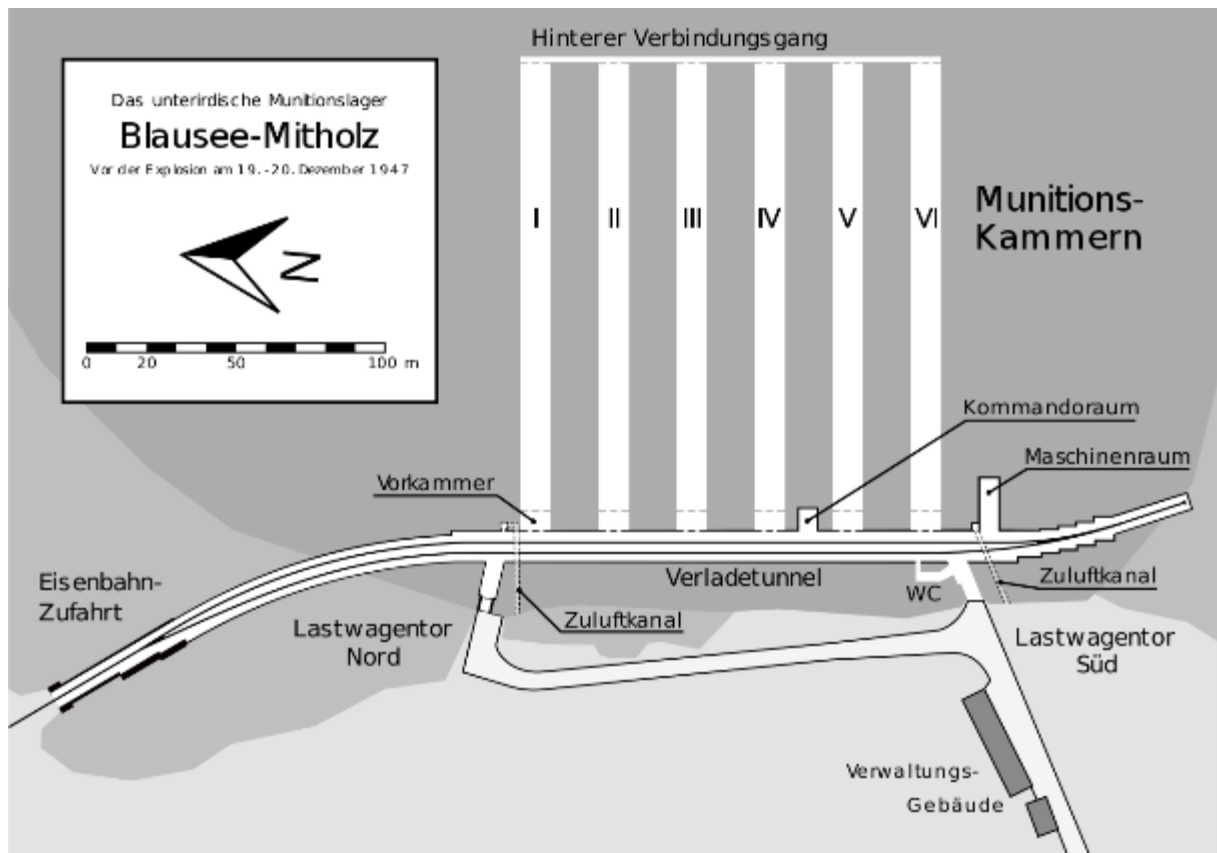 Hinterer Verbindungsgang
Das unterirdische Munitionslager
Blausee-Mitholz
Vor der Explosion am 19.-20. Dezember 1947
N
0 20 50 100 m
I II III IV V VI
Munitions-
Kammern
Kommandoraum
Maschinenraum
Vorkammer
Eisenbahn-
Zufahrt
Verladetunnel
WC
Zuluftkanal
Lastwagentor
Nord
Zuluftkanal
Lastwagentor
Süd
Verwaltungs-
Gebäude